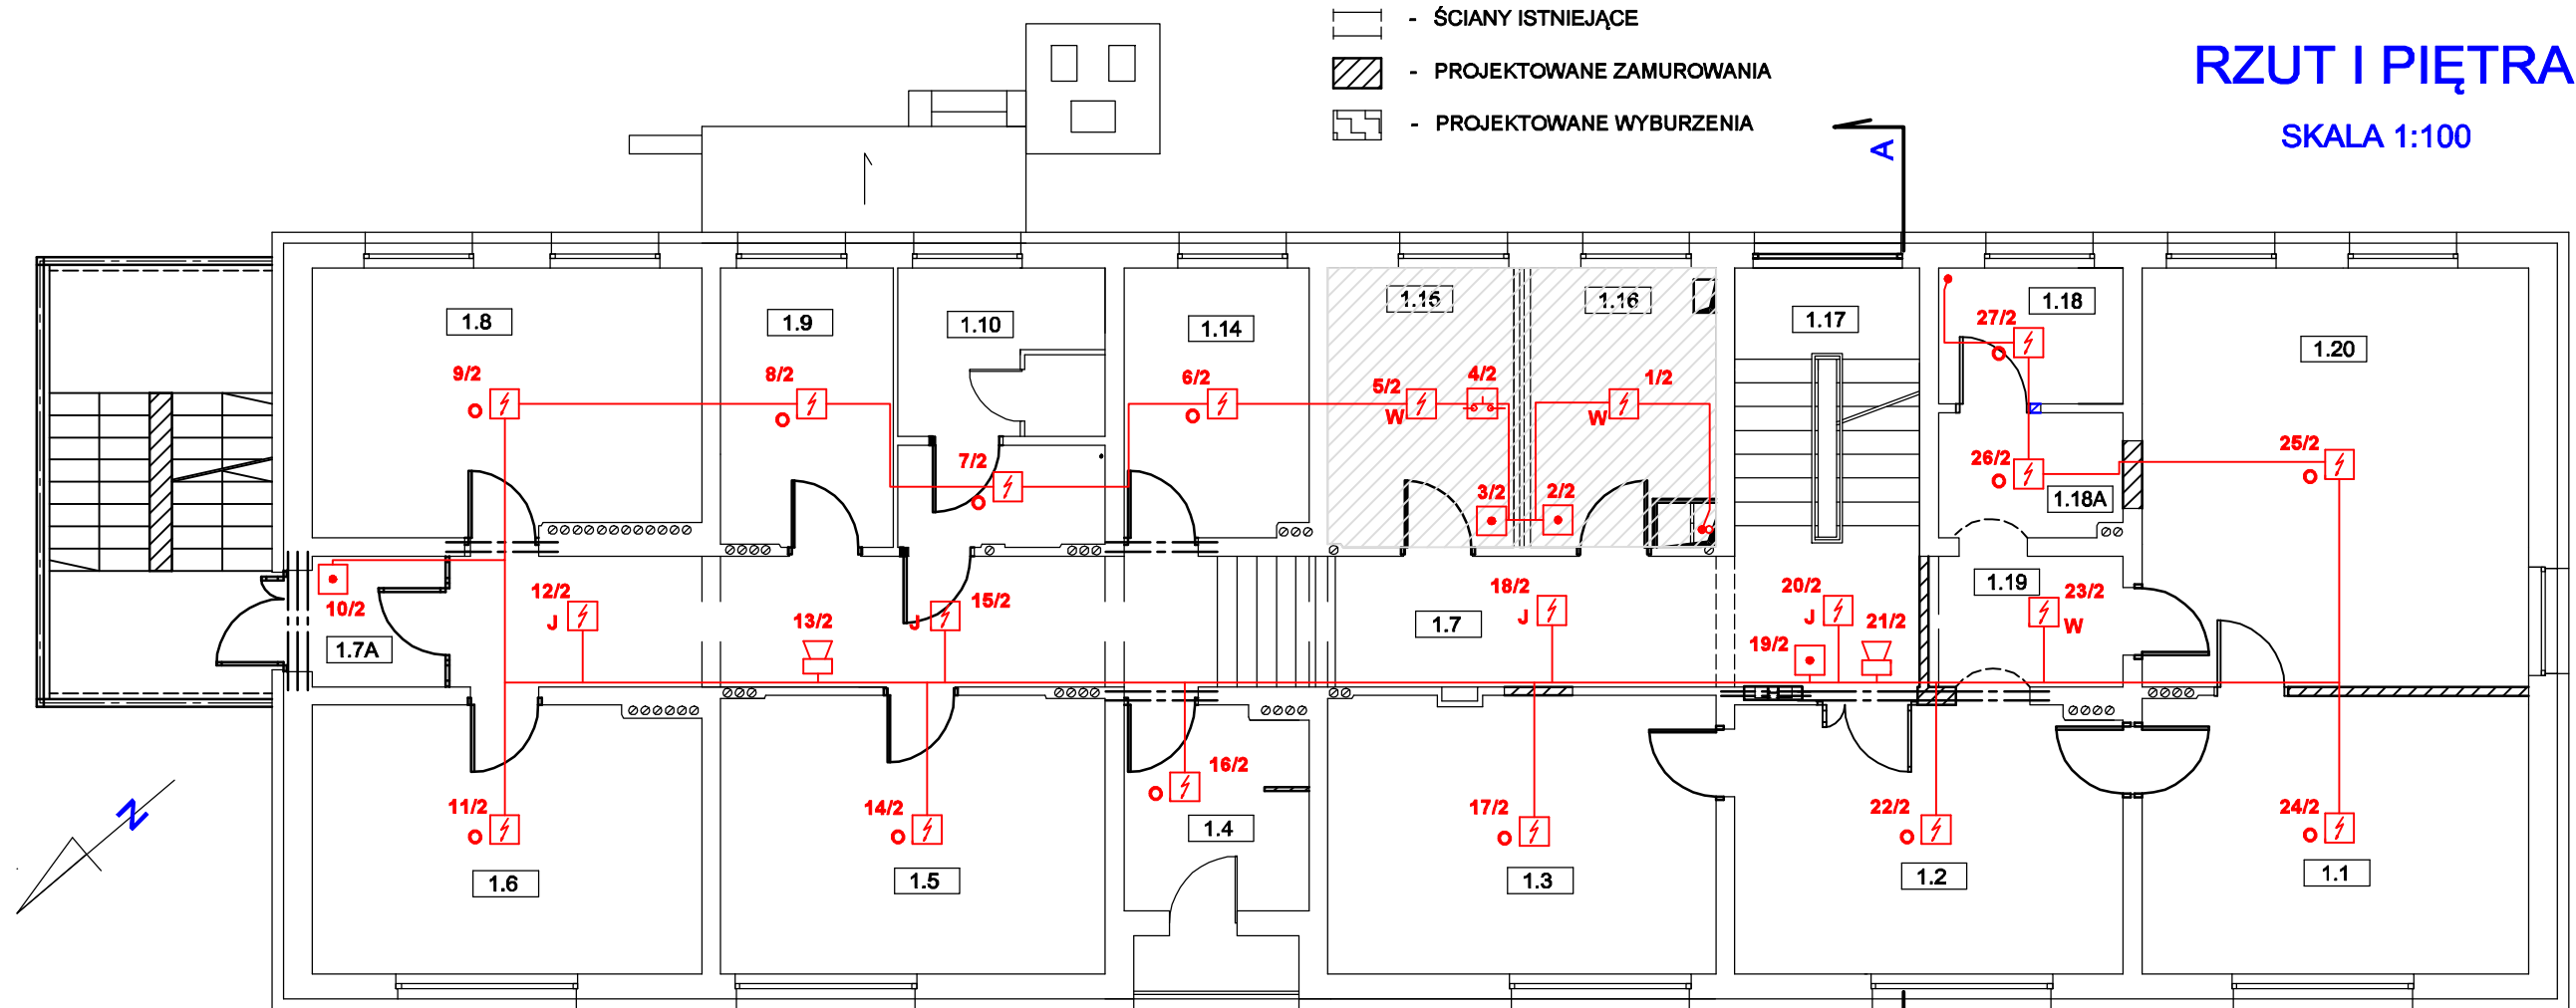 - ŚCIANY ISTNIEJĄCE
- PROJEKTOWANE ZAMUROWANIA
- PROJEKTOWANE WYBURZENIA
RZUT I PIĘTRA
SKALA 1:100
A
1.8
1.9
1.10
1.14
1.15
1.16
1.17
1.18
1.20
9/2
O
8/2
O
6/2
O
5/2
W
4/2
1/2
W
27/2
O
7/2
O
3/2
2/2
26/2
O
1.18A
25/2
O
10/2
1.7A
12/2
J
13/2
15/2
J
18/2
J
1.7
19/2
20/2
J
21/2
1.19
23/2
W
N
11/2
O
1.6
14/2
O
1.5
16/2
O
1.4
17/2
O
1.3
22/2
O
1.2
24/2
O
1.1